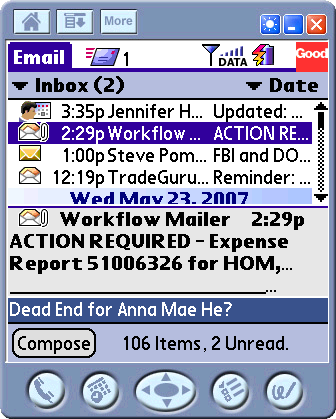 More
Email
1
DATA
Good
Inbox (2)
Date
3:35p Jennifer H... Updated: ...
2:29p Workflow ... ACTION RE...
1:00p Steve Pom... FBI and DO...
12:19p TradeGuru... Reminder: ...
Wed May 23, 2007
Workflow Mailer 2:29p
ACTION REQUIRED - Expense
Report 51006326 for HOM,...
Dead End for Anna Mae He?
Compose
106 Items, 2 Unread.